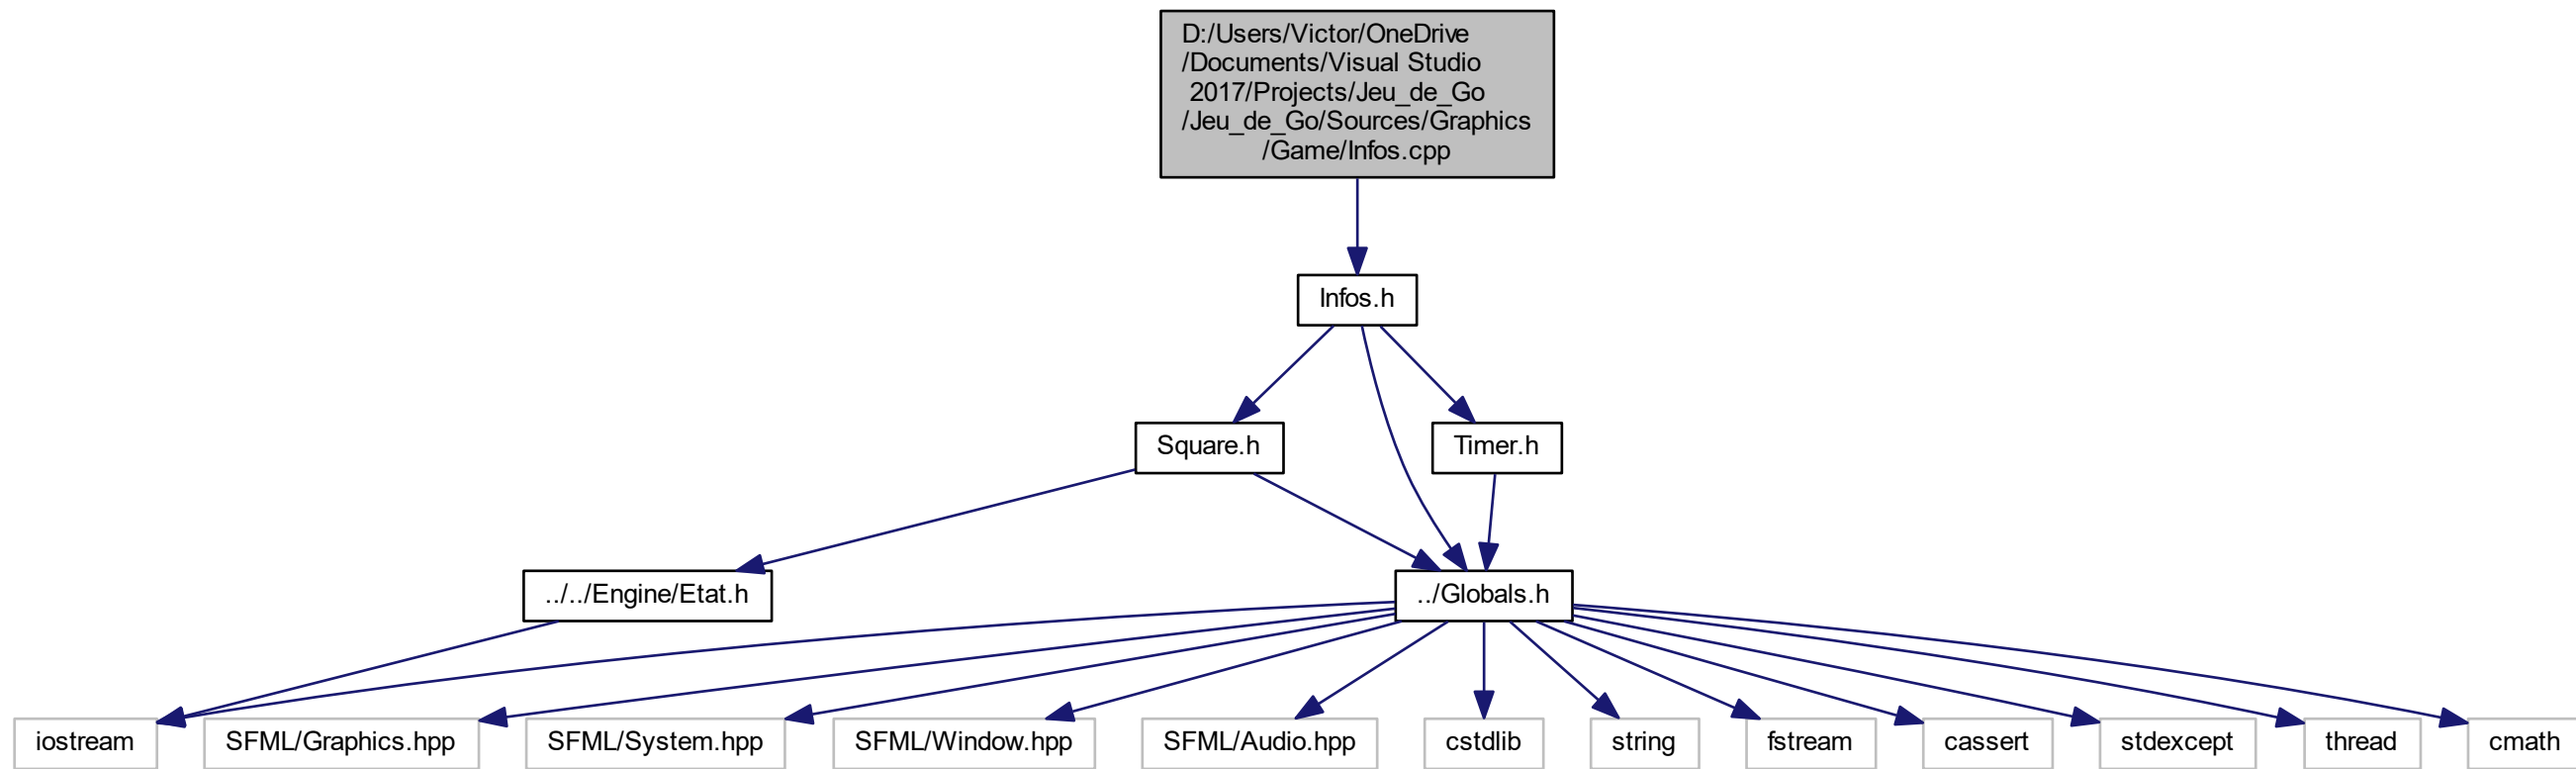 D:/Users/Victor/OneDrive
/Documents/Visual Studio
2017/Projects/Jeu_de_Go
/Jeu_de_Go/Sources/Graphics
/Game/Infos.cpp
Infos.h
Square.h
Timer.h
../../Engine/Etat.h
../Globals.h
iostream
SFML/Graphics.hpp
SFML/System.hpp
SFML/Window.hpp
SFML/Audio.hpp
cstdlib
string
fstream
cassert
stdexcept
thread
cmath